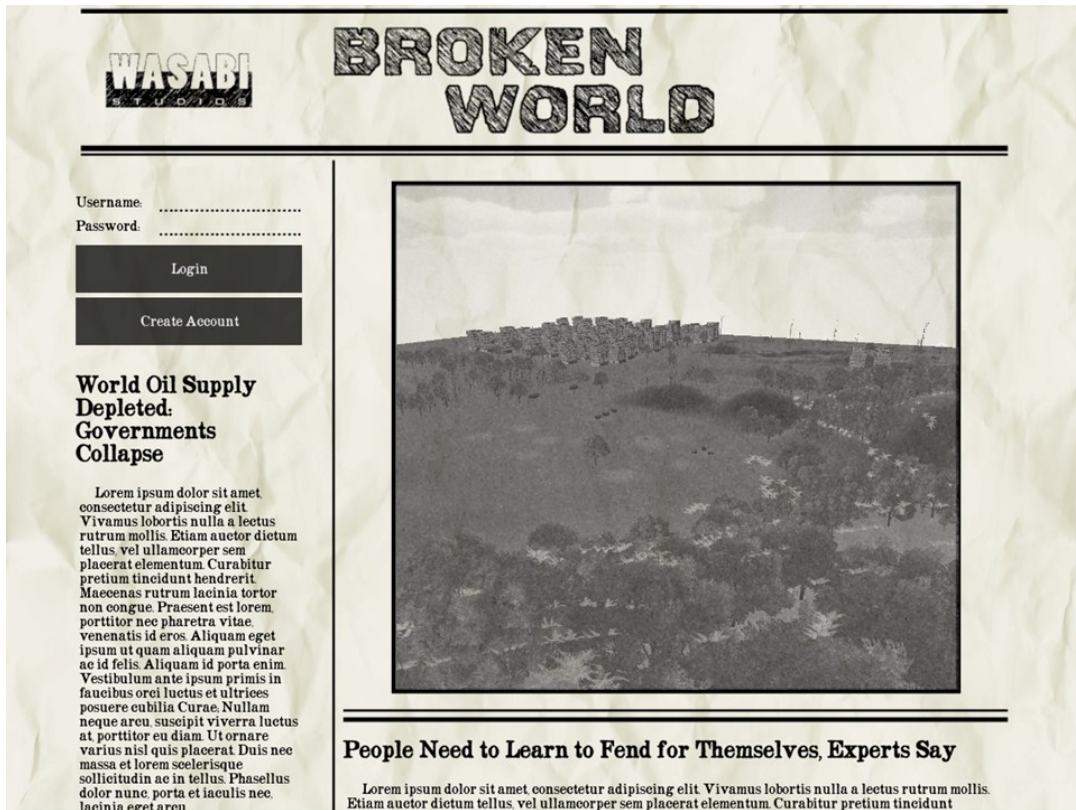 WASABI
STUDIOS
BROKEN
WORLD
Username:
Password:
Login
Create Account
World Oil Supply
Depleted:
Governments
Collapse
Lorem ipsum dolor sit amet,
consectetur adipiscing elit.
Vivamus lobortis nulla a lectus
rutrum mollis. Etiam auctor dictum
tellus, vel ullamcorper sem
placerat elementum. Curabitur
pretium tincidunt hendrerit.
Maecenas rutrum lacinia tortor
non congue. Praesent est lorem,
porttitor nec pharetra vitae,
venenatis id eros. Aliquam eget
ipsum ut quam aliquam pulvinar
ac id felis. Aliquam id porta enim.
Vestibulum ante ipsum primis in
faucibus orci luctus et ultrices
posuere cubilia Curae; Nullam
neque arcu, suscipit viverra luctus
at, porttitor eu diam. Ut ornare
varius nisl quis placerat. Duis nec
massa et lorem scelerisque
sollicitudin ac in tellus. Phasellus
dolor nunc, porta et iaculis nec,
lacinia eget arcu.
People Need to Learn to Fend for Themselves, Experts Say
Lorem ipsum dolor sit amet, consectetur adipiscing elit. Vivamus lobortis nulla a lectus rutrum mollis.
Etiam auctor dictum tellus, vel ullamcorper sem placerat elementum. Curabitur pretium tincidunt